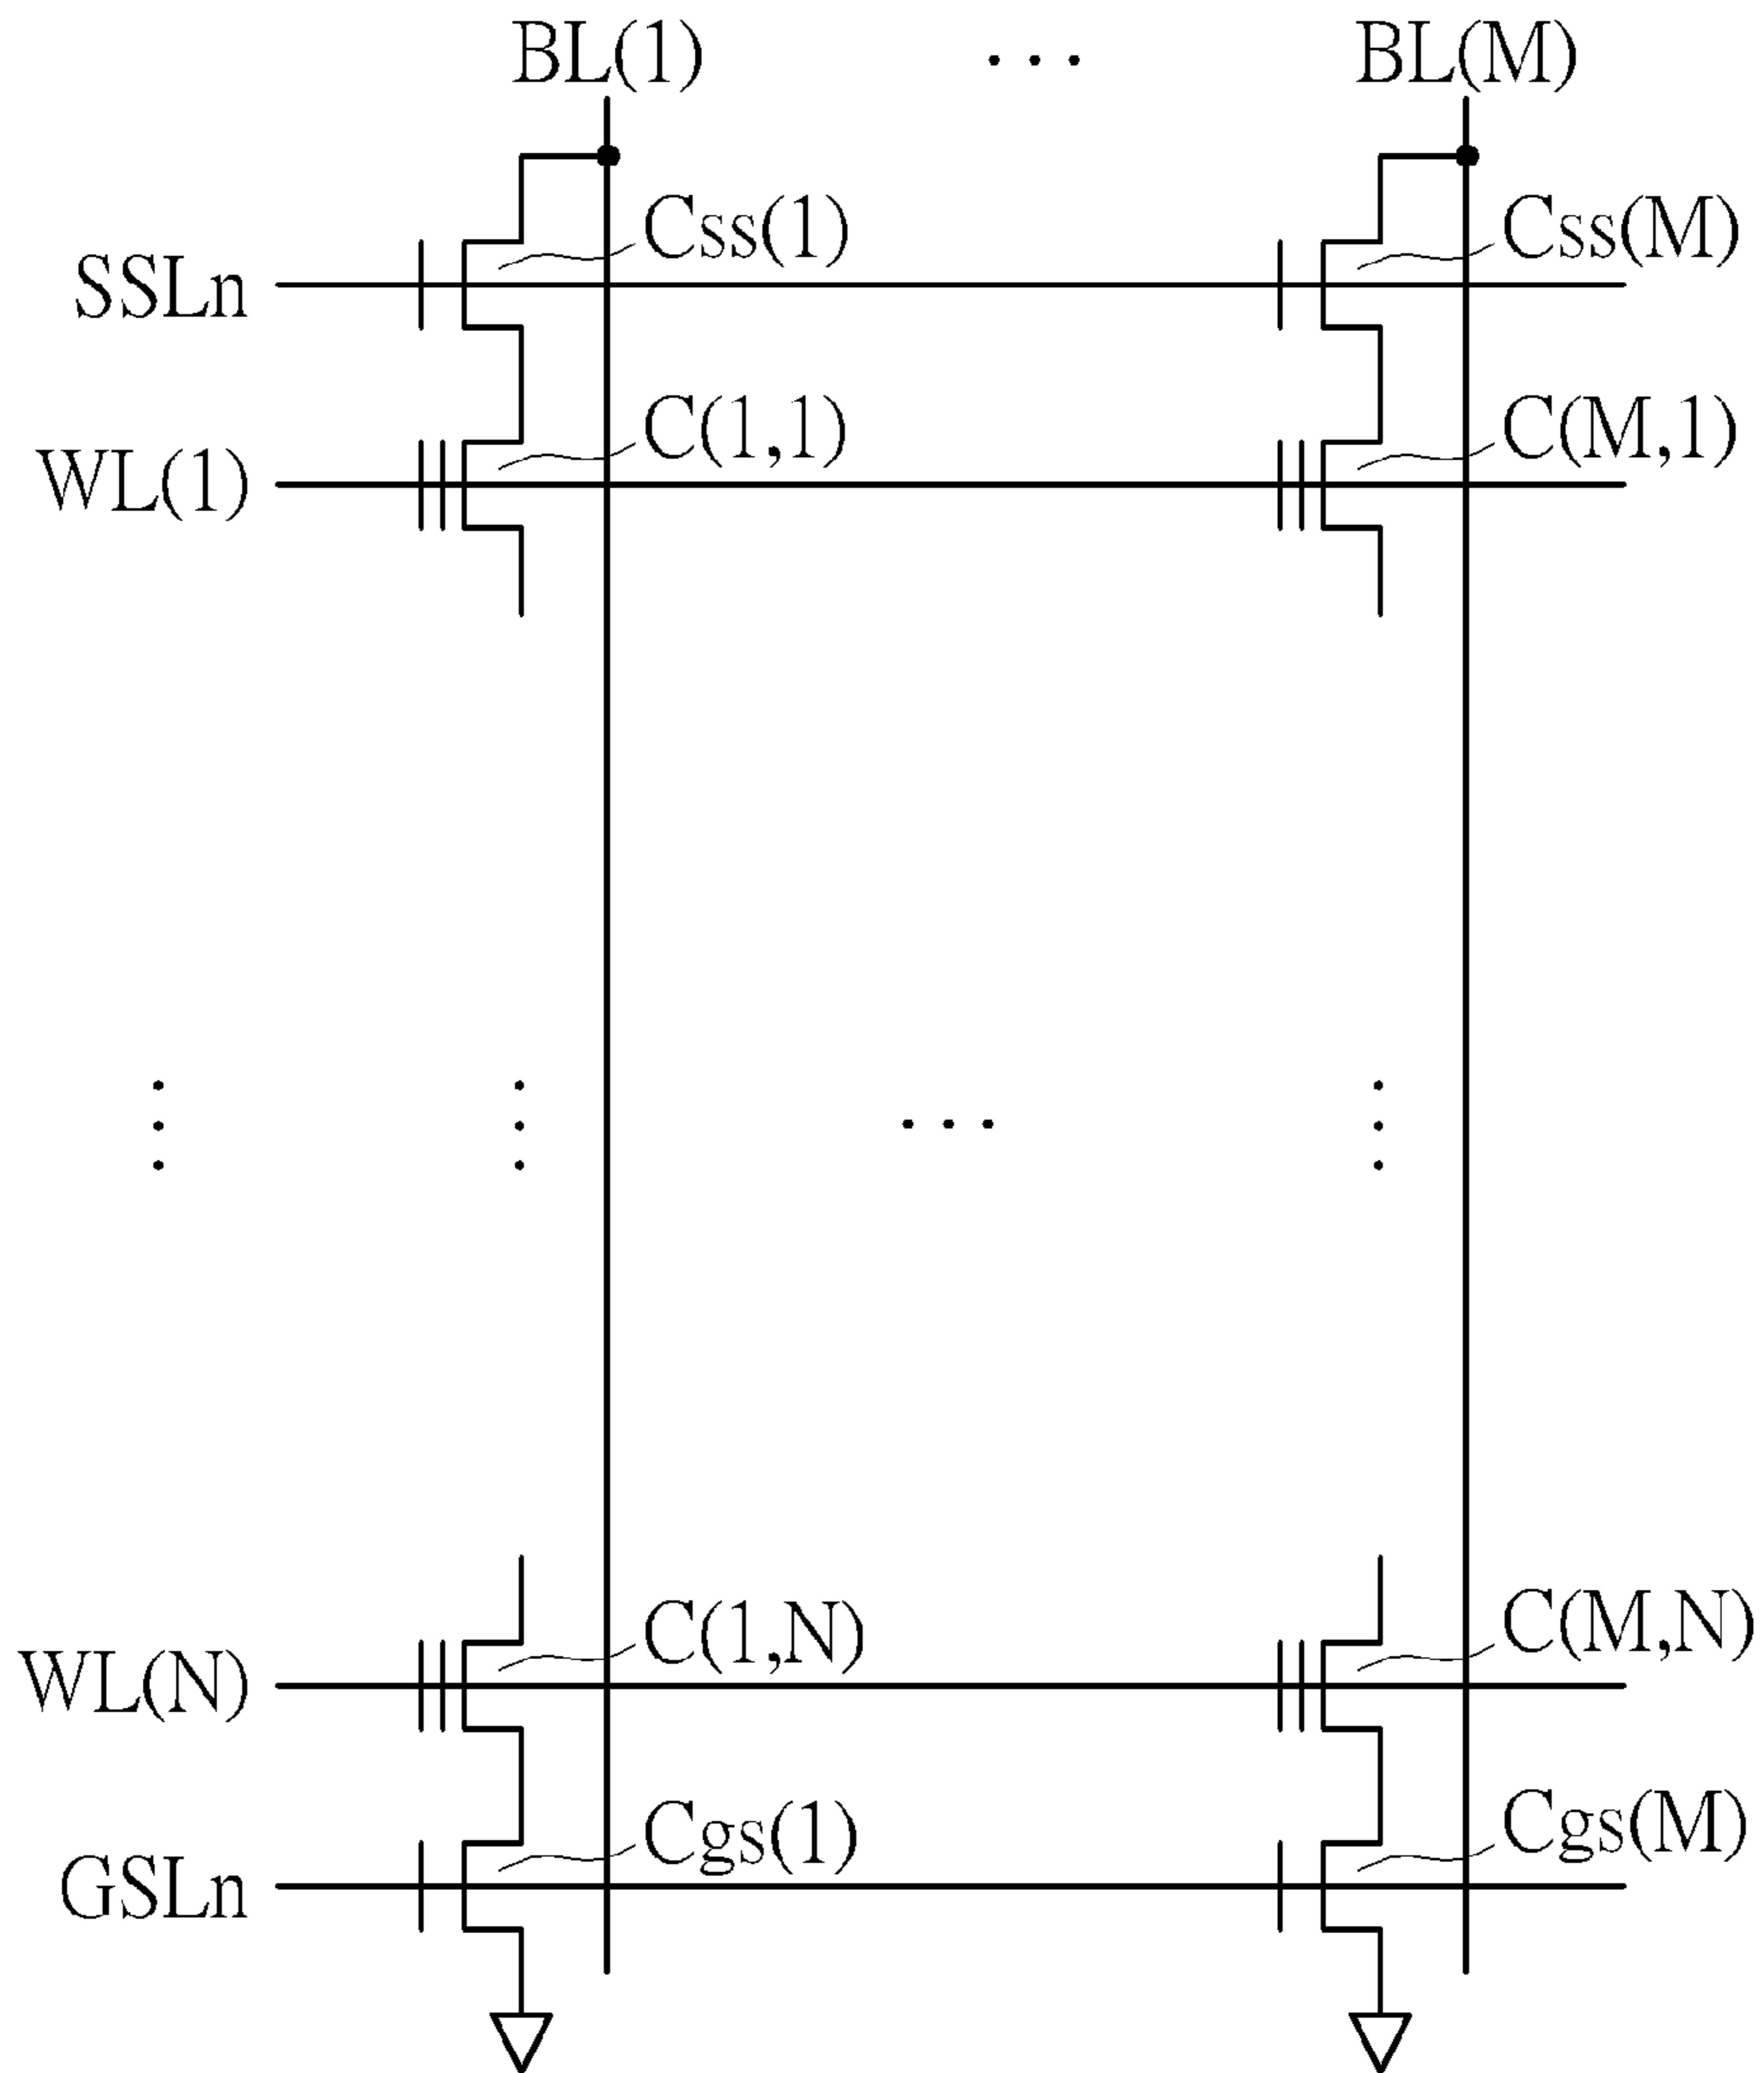 BL(1) ... BL(M)
Css(1) Css(M)
SSLn
C(1,1) C(M,1)
WL(1)
C(1,N) C(M,N)
WL(N)
Cgs(1) Cgs(M)
GSLn